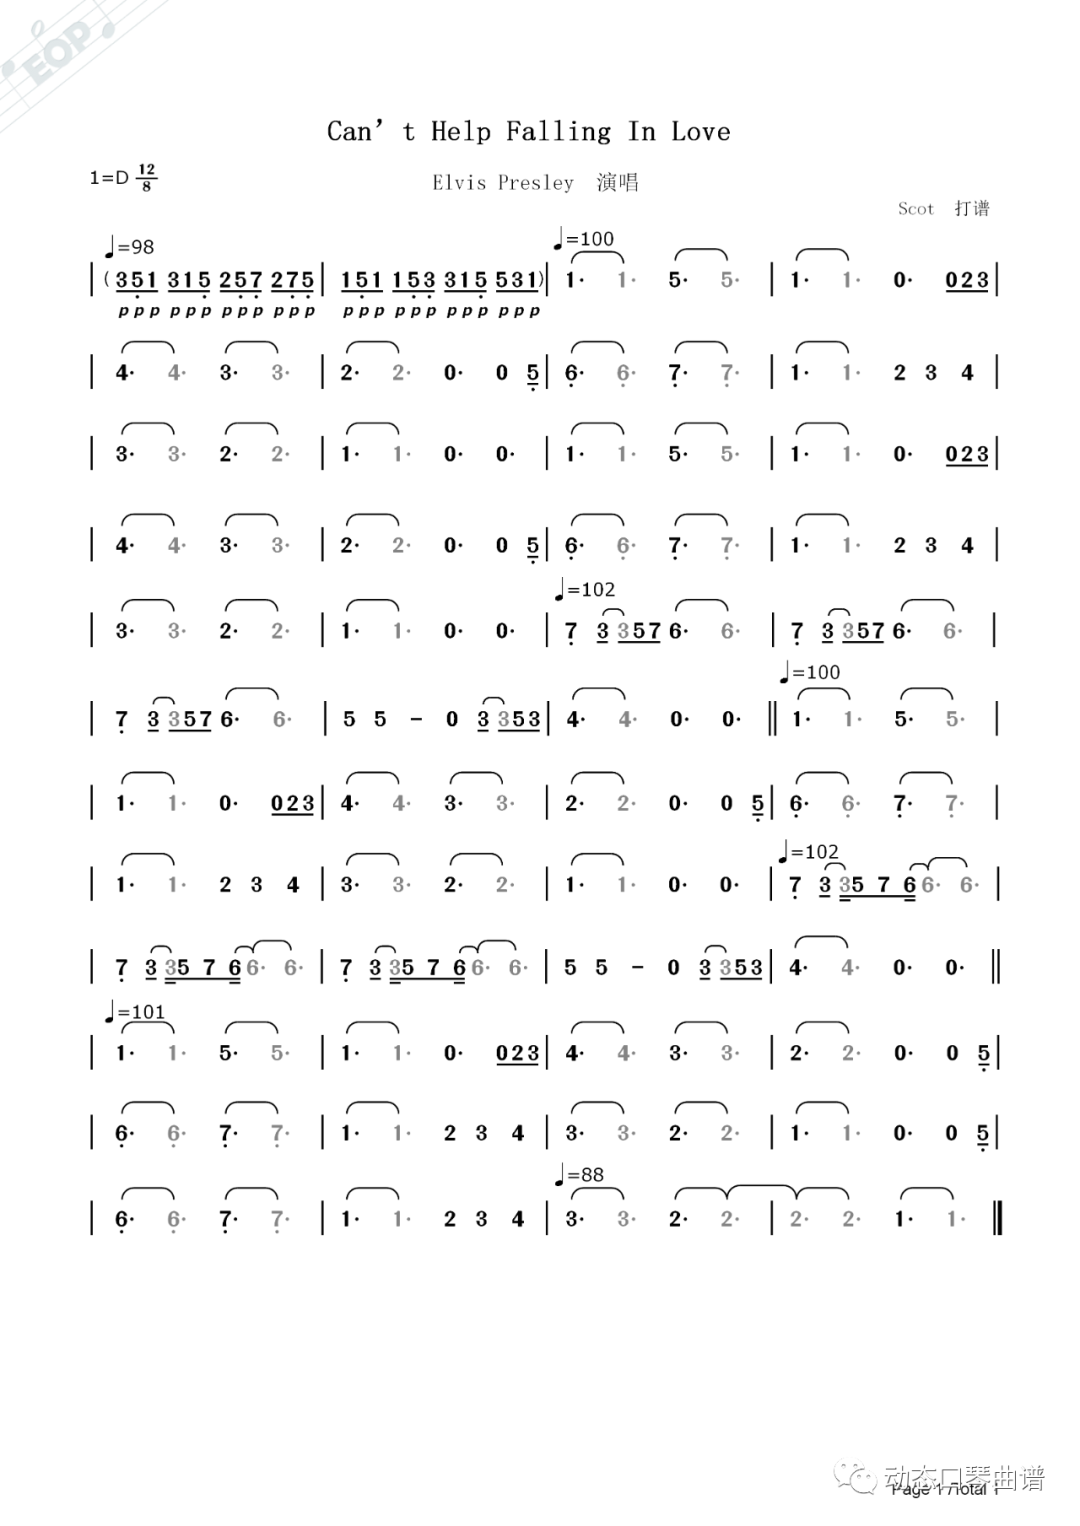 EOP
Can’t Help Falling In Love
1=D 12/8
Elvis Presley 演唱
Scot 打谱
♩=98 ♩=100
| (351 315 257 275 | 151 153 315 531) | 1· 1· 5· 5· | 1· 1· 0· 023 |
ppp ppp ppp ppp ppp ppp ppp ppp
| 4· 4· 3· 3· | 2· 2· 0· 0 5 | 6· 6· 7· 7· | 1· 1· 2 3 4 |
| 3· 3· 2· 2· | 1· 1· 0· 0· | 1· 1· 5· 5· | 1· 1· 0· 023 |
| 4· 4· 3· 3· | 2· 2· 0· 0 5 | 6· 6· 7· 7· | 1· 1· 2 3 4 |
♩=102
| 3· 3· 2· 2· | 1· 1· 0· 0· | 7 3 357 6· 6· | 7 3 357 6· 6· |
♩=100
| 7 3 357 6· 6· | 5 5 - 0 3 353 | 4· 4· 0· 0· || 1· 1· 5· 5· |
| 1· 1· 0· 023 | 4· 4· 3· 3· | 2· 2· 0· 0 5 | 6· 6· 7· 7· |
♩=102
| 1· 1· 2 3 4 | 3· 3· 2· 2· | 1· 1· 0· 0· | 7 3 35 7 6 6· 6· |
| 7 3 35 7 6 6· 6· | 7 3 35 7 6 6· 6· | 5 5 - 0 3 353 | 4· 4· 0· 0· ||
♩=101
| 1· 1· 5· 5· | 1· 1· 0· 023 | 4· 4· 3· 3· | 2· 2· 0· 0 5 |
| 6· 6· 7· 7· | 1· 1· 2 3 4 | 3· 3· 2· 2· | 1· 1· 0· 0 5 |
♩=88
| 6· 6· 7· 7· | 1· 1· 2 3 4 | 3· 3· 2· 2· | 2· 2· 1· 1· ||
动态口琴曲谱
Page 1 /Total 1